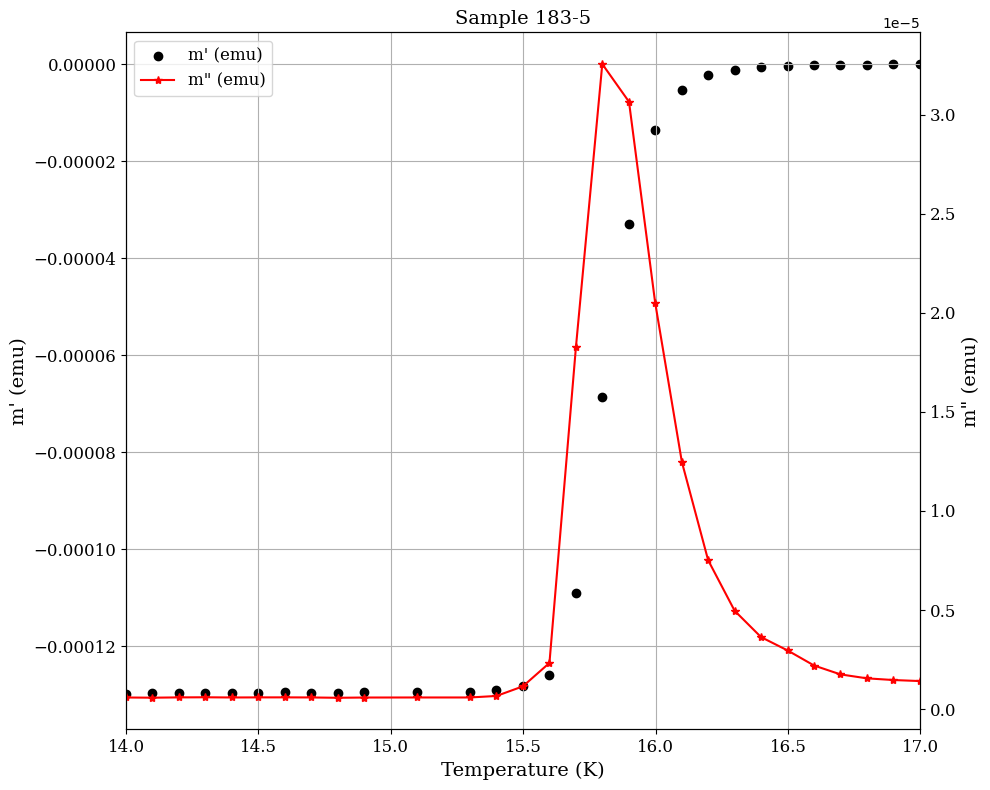 Sample 183-5
1e−5
m' (emu)
m" (emu)
0.00000
−0.00002
−0.00004
−0.00006
−0.00008
−0.00010
−0.00012
m' (emu)
3.0
2.5
2.0
1.5
1.0
0.5
0.0
m" (emu)
14.0 14.5 15.0 15.5 16.0 16.5 17.0
Temperature (K)